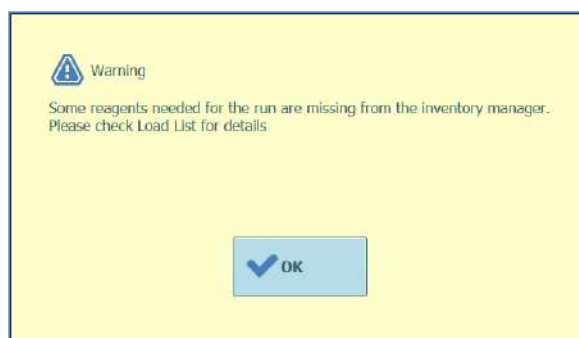 Warning
Some reagents needed for the run are missing from the inventory manager.
Please check Load List for details
OK